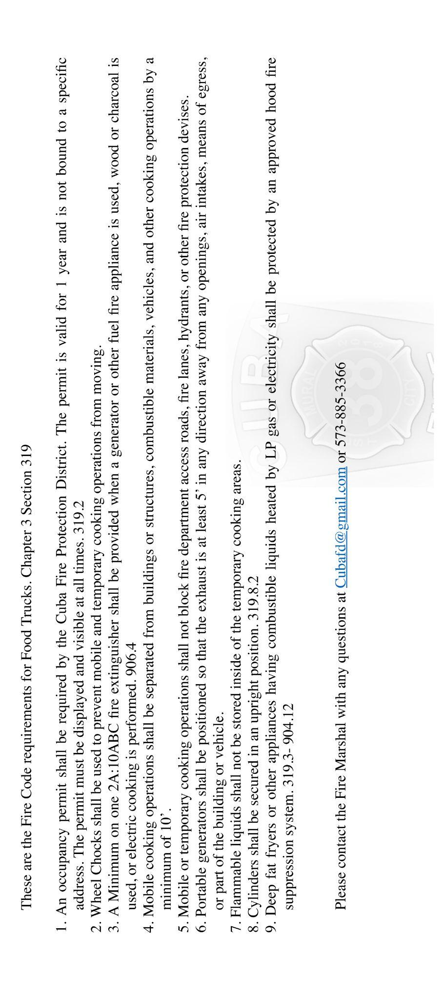 These are the Fire Code requirements for Food Trucks. Chapter 3 Section 319
1. An occupancy permit shall be required by the Cuba Fire Protection District. The permit is valid for 1 year and is not bound to a specific
address. The permit must be displayed and visible at all times. 319.2
2. Wheel Chocks shall be used to prevent mobile and temporary cooking operations from moving.
3. A Minimum on one 2A:10ABC fire extinguisher shall be provided when a generator or other fuel fire appliance is used, wood or charcoal is
used, or electric cooking is performed. 906.4
4. Mobile cooking operations shall be separated from buildings or structures, combustible materials, vehicles, and other cooking operations by a
minimum of 10’.
5. Mobile or temporary cooking operations shall not block fire department access roads, fire lanes, hydrants, or other fire protection devises.
6. Portable generators shall be positioned so that the exhaust is at least 5’ in any direction away from any openings, air intakes, means of egress,
or part of the building or vehicle.
7. Flammable liquids shall not be stored inside of the temporary cooking areas.
8. Cylinders shall be secured in an upright position. 319.8.2
9. Deep fat fryers or other appliances having combustible liquids heated by LP gas or electricity shall be protected by an approved hood fire
suppression system. 319.3- 904.12
Please contact the Fire Marshal with any questions at Cubafd@gmail.com or 573-885-3366
CUBA
MURAL
CITY
EST
2018
38